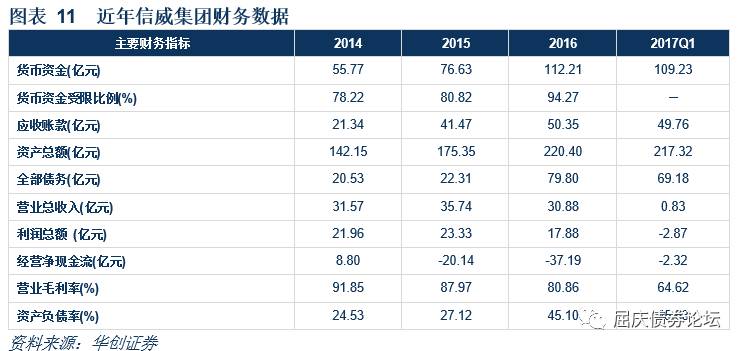 图表 11 近年信威集团财务数据
主要财务指标 2014 2015 2016 2017Q1
货币资金(亿元) 55.77 76.63 112.21 109.23
货币资金受限比例(%) 78.22 80.82 94.27 —
应收账款(亿元) 21.34 41.47 50.35 49.76
资产总额(亿元) 142.15 175.35 220.40 217.32
全部债务(亿元) 20.53 22.31 79.80 69.18
营业总收入(亿元) 31.57 35.74 30.88 0.83
利润总额 (亿元) 21.96 23.33 17.88 -2.87
经营净现金流(亿元) 8.80 -20.14 -37.19 -2.32
营业毛利率(%) 91.85 87.97 80.86 64.62
资产负债率(%) 24.53 27.12 45.10
屈庆债券论坛
资料来源：华创证券